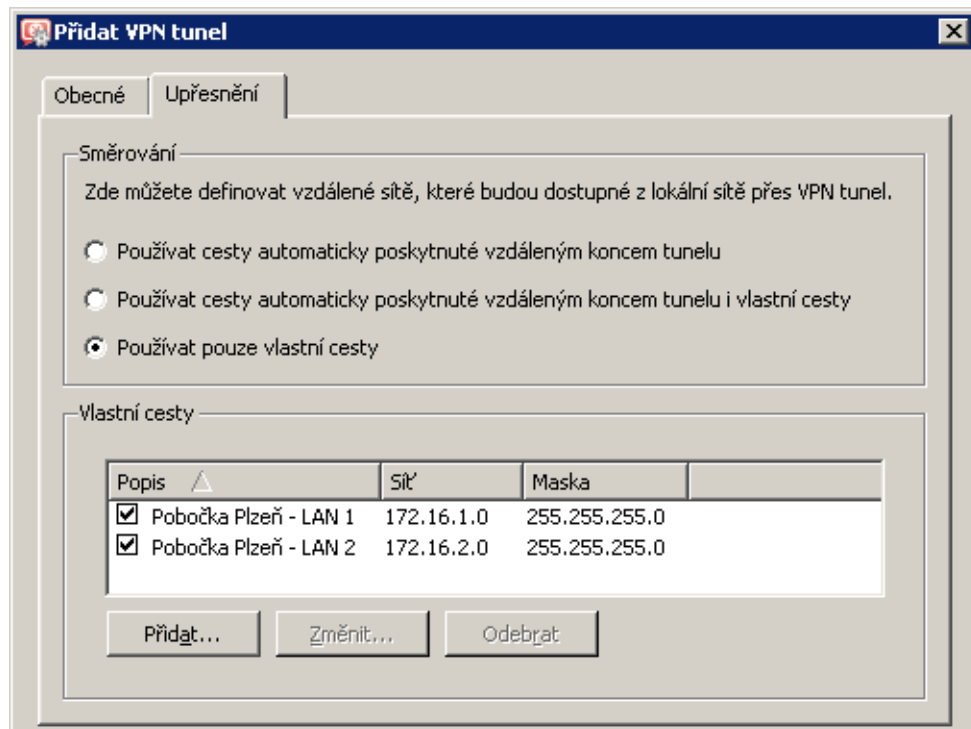 Přidat VPN tunel
Obecné Upřesnění
Směrování
Zde můžete definovat vzdálené sítě, které budou dostupné z lokální sítě přes VPN tunel.
Používat cesty automaticky poskytnuté vzdáleným koncem tunelu
Používat cesty automaticky poskytnuté vzdáleným koncem tunelu i vlastní cesty
Používat pouze vlastní cesty
Vlastní cesty
Popis Síť Maska
Pobočka Plzeň - LAN 1 172.16.1.0 255.255.255.0
Pobočka Plzeň - LAN 2 172.16.2.0 255.255.255.0
Přidat... Změnit... Odebrat